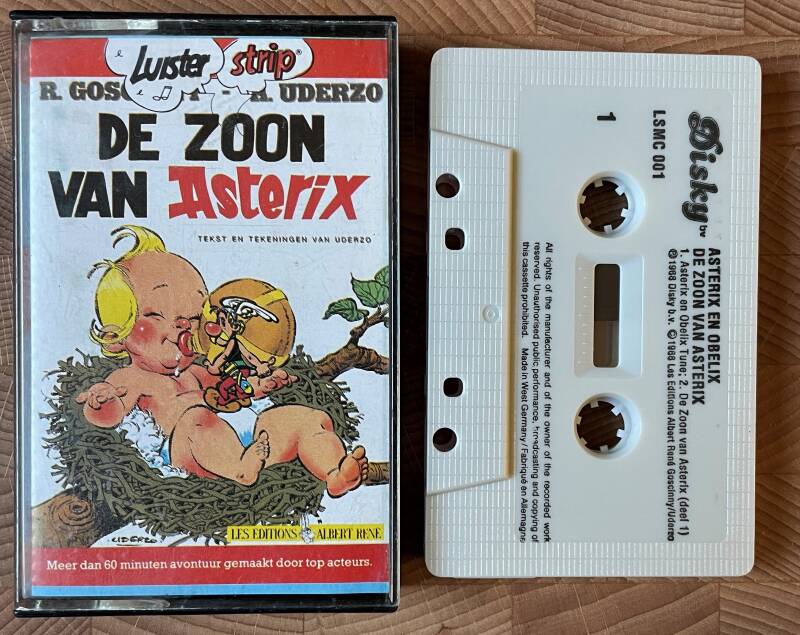 Luister strip®
R. GOSC - A. UDERZO
DE ZOON
VAN Asterix
TEKST EN TEKENINGEN VAN UDERZO
UDERZO
LES EDITIONS ALBERT RENE
Meer dan 60 minuten avontuur gemaakt door top acteurs.
Disky bv
LSMC 001
1
ASTERIX EN OBELIX
DE ZOON VAN ASTERIX
1. Asterix en Obelix Tune; 2. De Zoon van Asterix (deel 1)
℗ 1988 Disky b.v. © 1988 Les Editions Albert René Goscinny/Uderzo
All rights of the manufacturer and of the owner of the recorded work
reserved. Unauthorised public performance, broadcasting and copying of
this cassette prohibited. Made in West Germany / Fabriqué en Allemagne